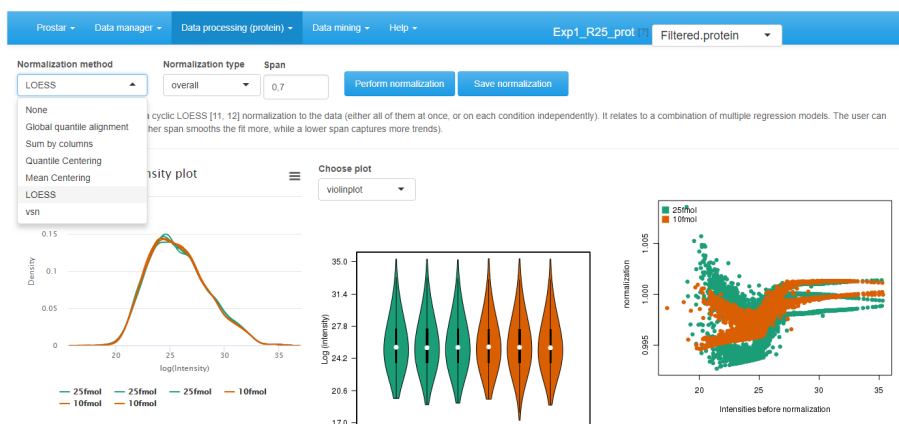 Prostar Data manager Data processing (protein) Data mining Help Exp1_R25_prot [?] Filtered.protein
Normalization method Normalization type Span
LOESS overall 0,7 Perform normalization Save normalization
None
Global quantile alignment
Sum by columns
Quantile Centering
Mean Centering
LOESS
vsn
a cyclic LOESS [11, 12] normalization to the data (either all of them at once, or on each condition independently). It relates to a combination of multiple regression models. The user can
her span smooths the fit more, while a lower span captures more trends).
nsity plot
Choose plot
violinplot
0.15
0.1
0.05
0
Density
20 25 30 35
log(Intensity)
25fmol 25fmol 25fmol 10fmol
10fmol 10fmol
35.0
31.4
27.8
24.2
20.6
17.0
Log (intensity)
25fmol
10fmol
1.005
1.000
0.995
normalization
20 25 30 35
Intensities before normalization